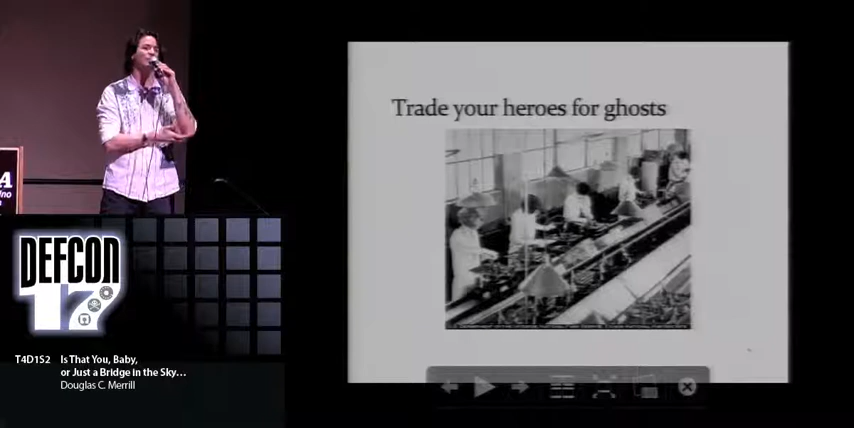 Trade your heroes for ghosts
A
DEFCON
17
T4D1S2 Is That You, Baby,
or Just a Bridge in the Sky...
Douglas C. Merrill